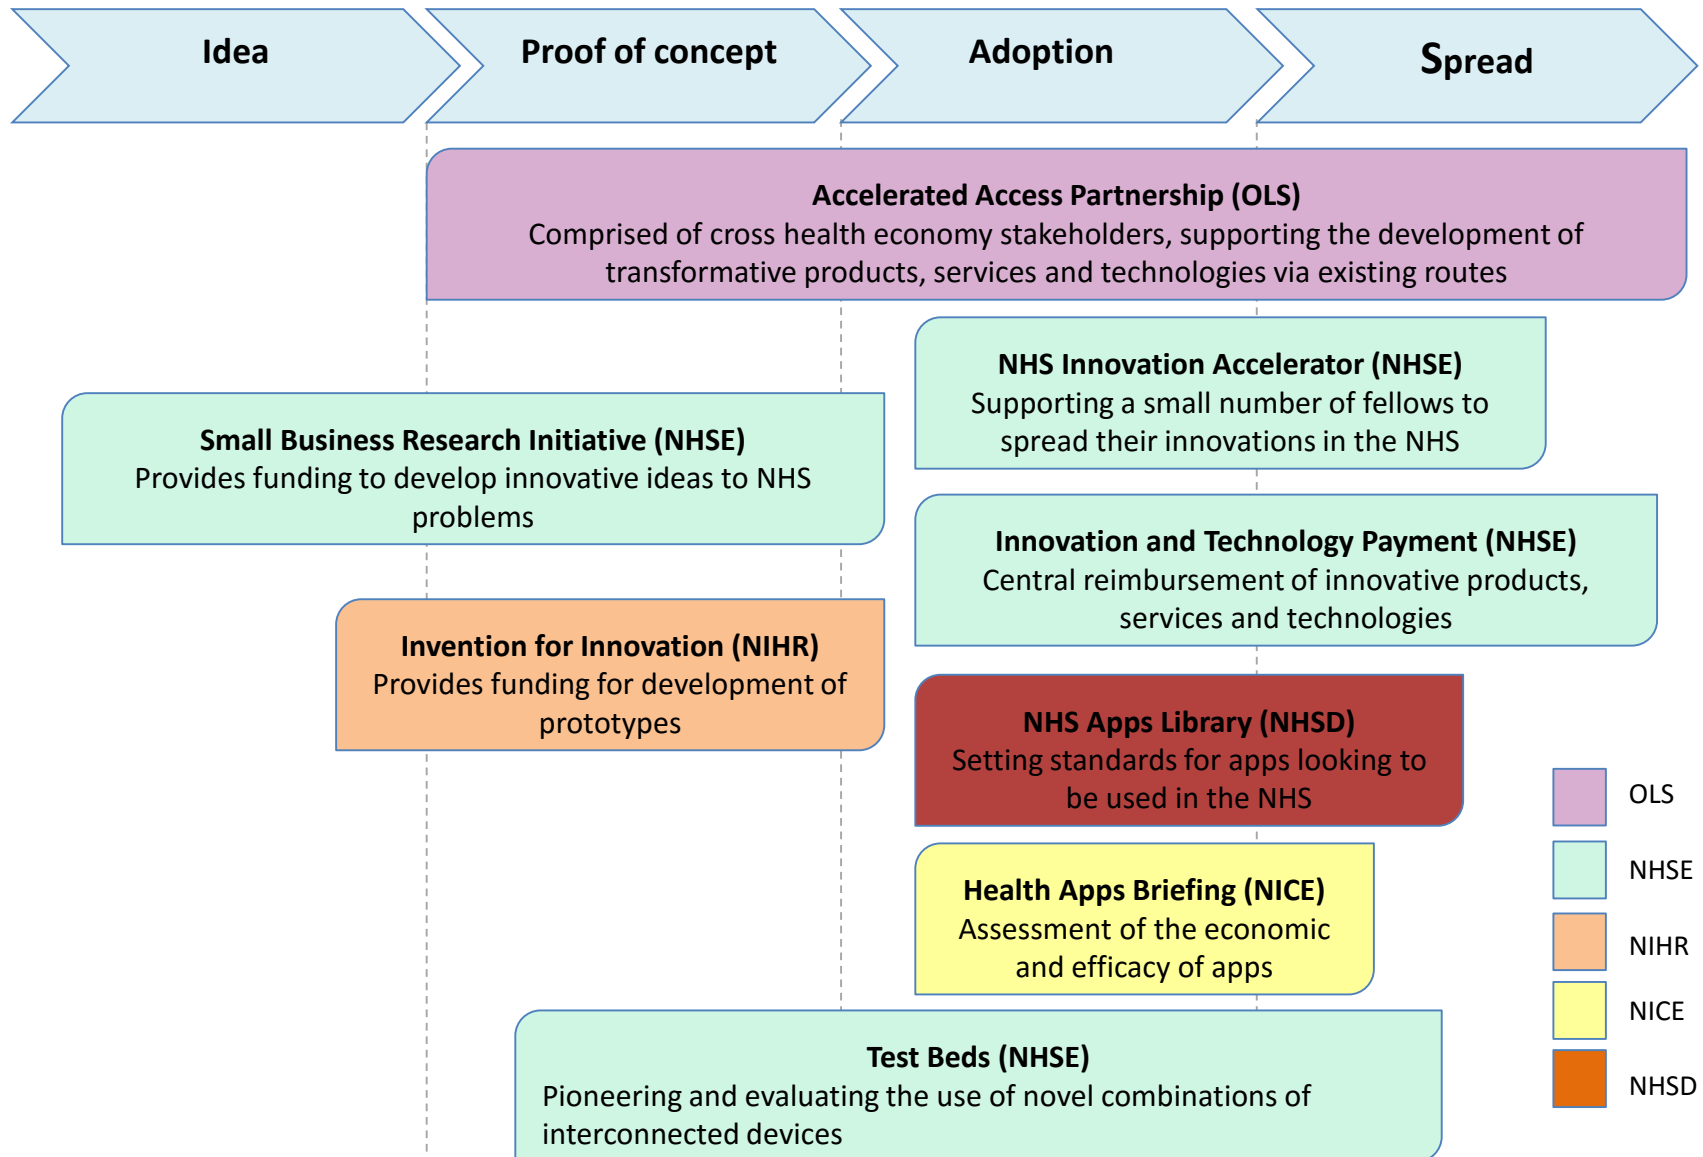 Idea
Proof of concept
Adoption
Spread
Accelerated Access Partnership (OLS)
Comprised of cross health economy stakeholders, supporting the development of
transformative products, services and technologies via existing routes
NHS Innovation Accelerator (NHSE)
Supporting a small number of fellows to
spread their innovations in the NHS
Small Business Research Initiative (NHSE)
Provides funding to develop innovative ideas to NHS
problems
Innovation and Technology Payment (NHSE)
Central reimbursement of innovative products,
services and technologies
Invention for Innovation (NIHR)
Provides funding for development of
prototypes
NHS Apps Library (NHSD)
Setting standards for apps looking to
be used in the NHS
Health Apps Briefing (NICE)
Assessment of the economic
and efficacy of apps
Test Beds (NHSE)
Pioneering and evaluating the use of novel combinations of
interconnected devices
OLS
NHSE
NIHR
NICE
NHSD